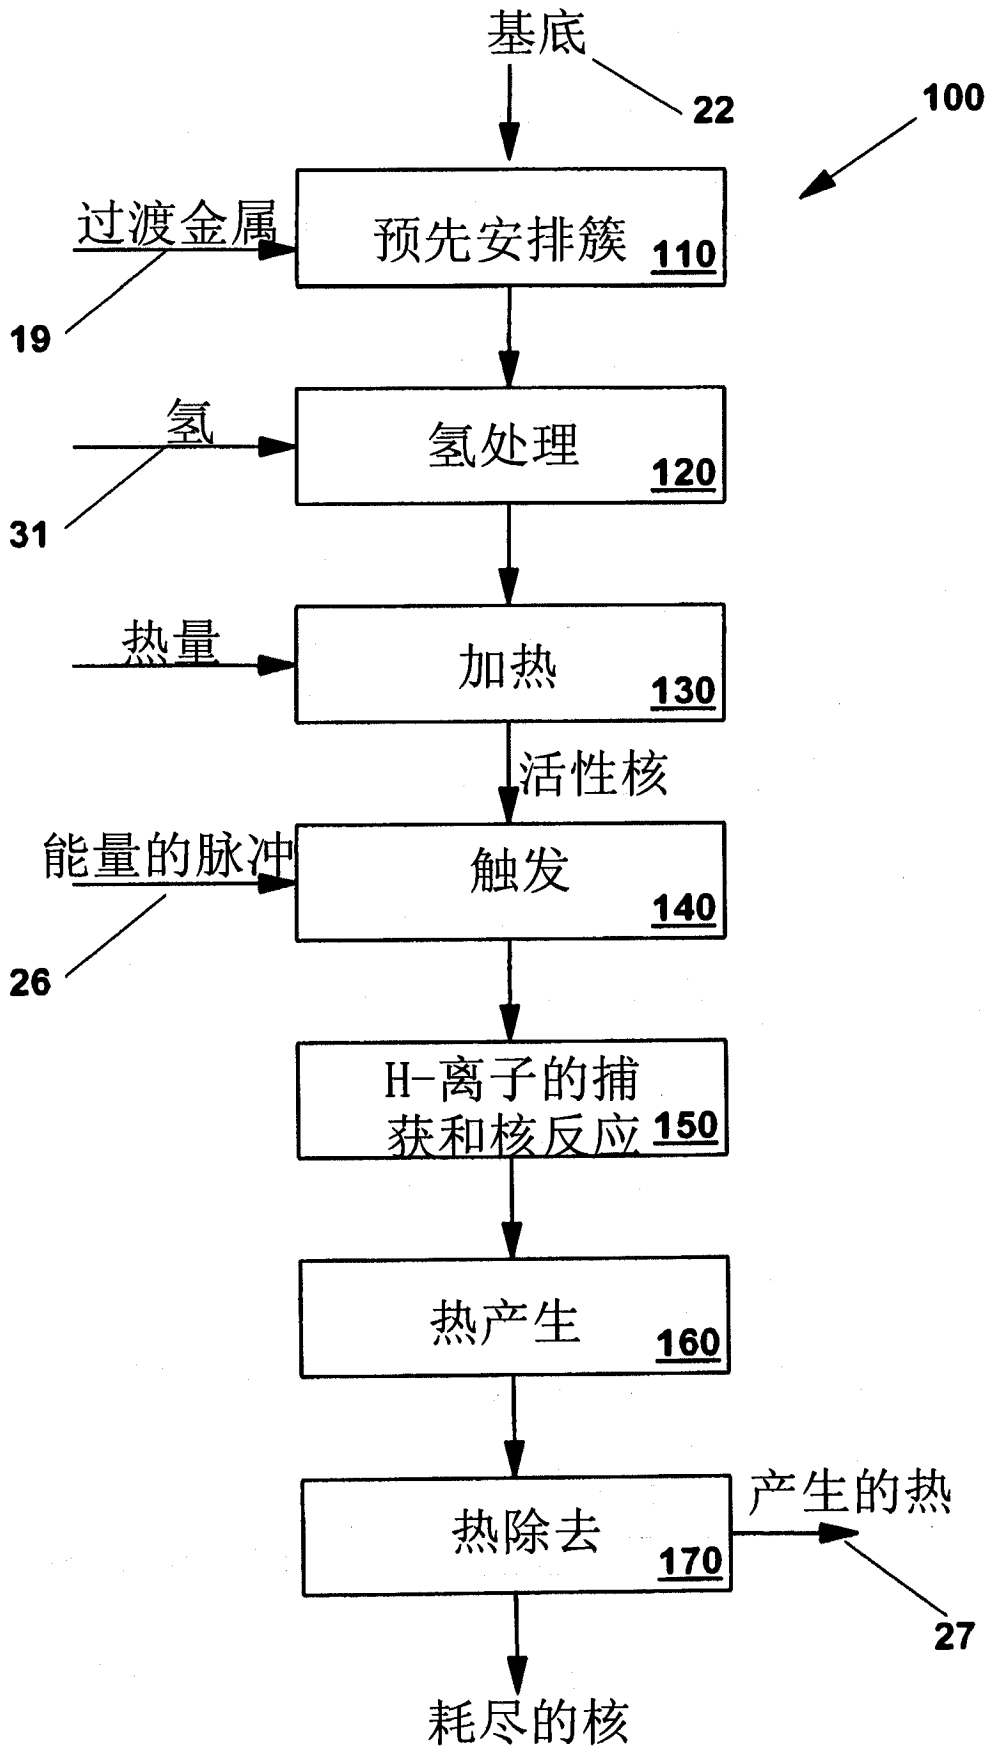 基底
22
100
过渡金属
19
预先安排簇
110
氢
31
氢处理
120
热量
加热
130
活性核
能量的脉冲
26
触发
140
H-离子的捕
获和核反应
150
热产生
160
热除去
170
产生的热
27
耗尽的核